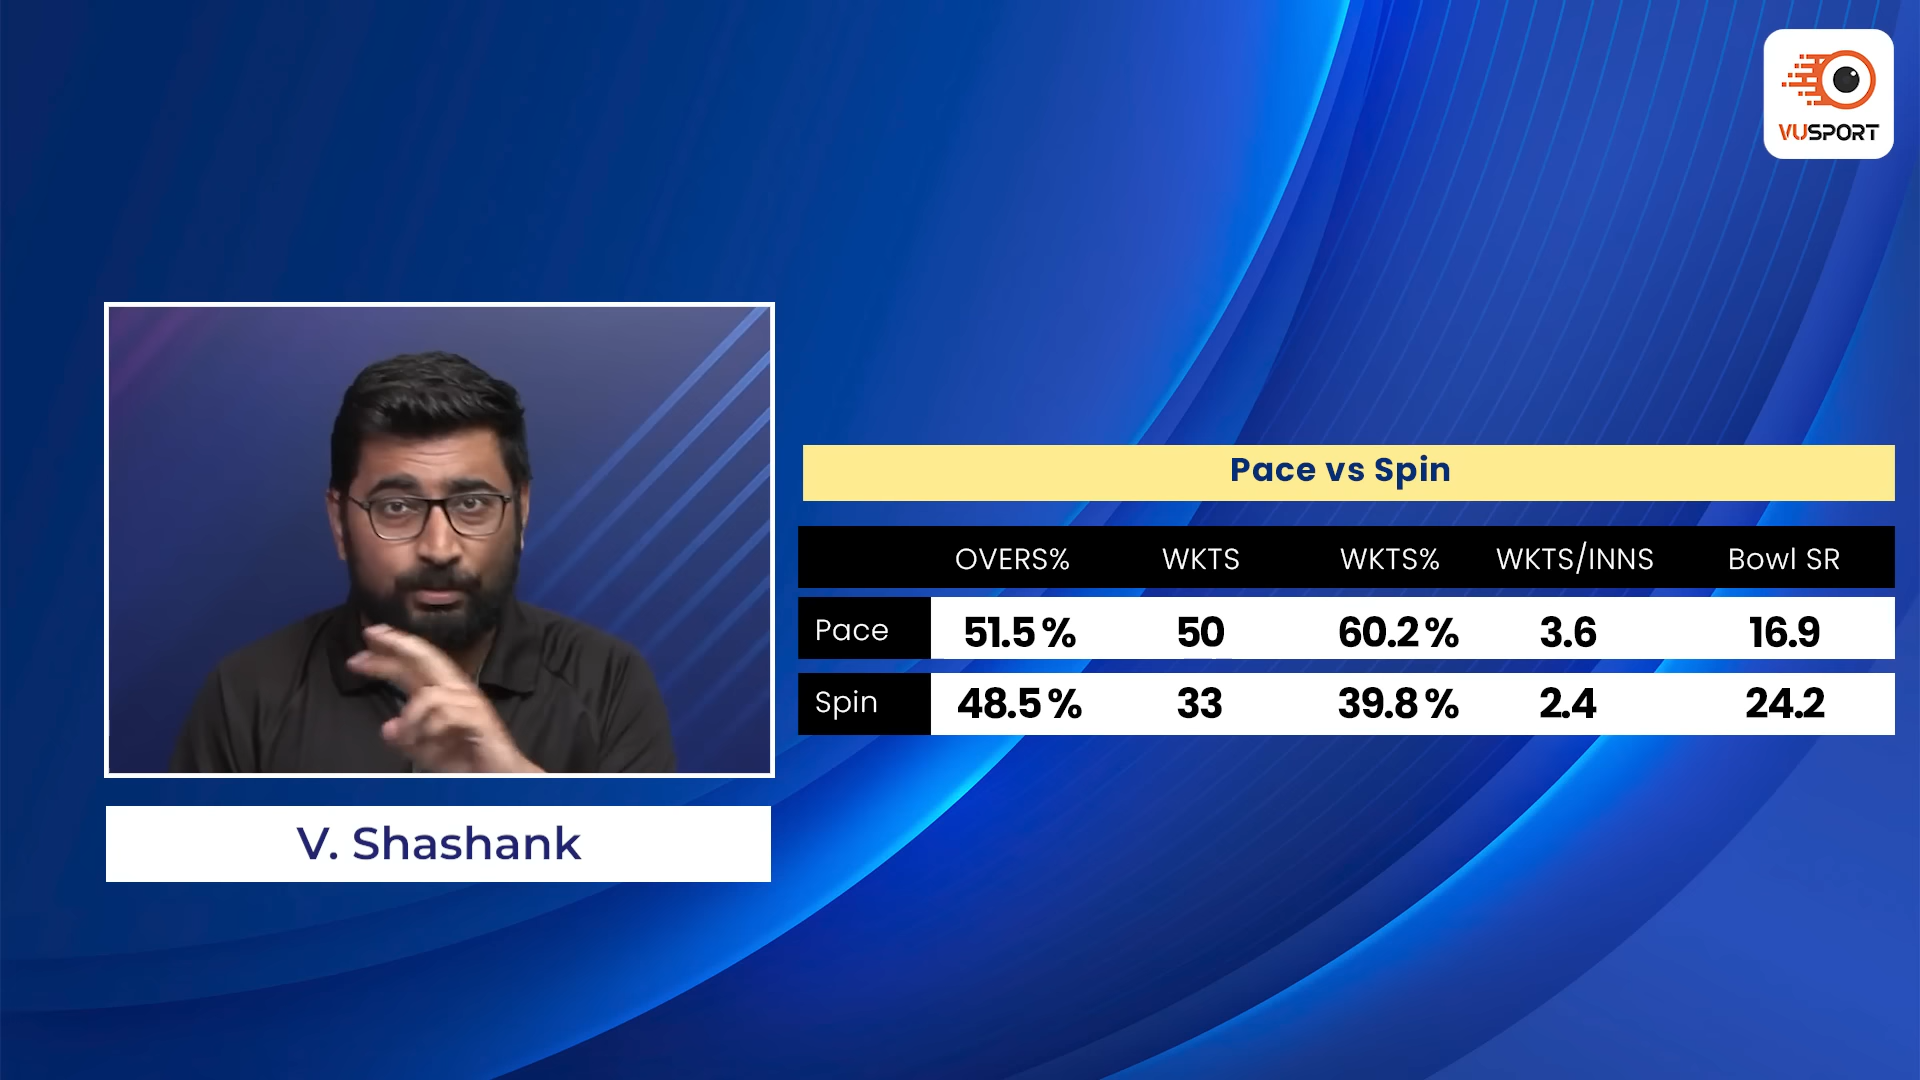 VUSPORT
Pace vs Spin
OVERS% WKTS WKTS% WKTS/INNS Bowl SR
Pace 51.5% 50 60.2% 3.6 16.9
Spin 48.5% 33 39.8% 2.4 24.2
V. Shashank